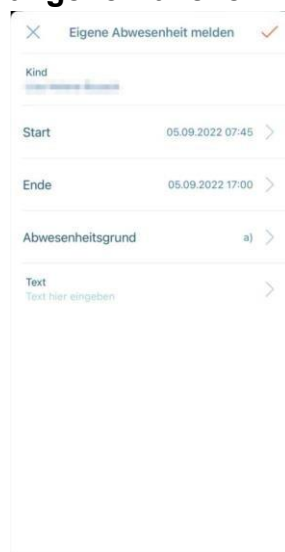 Eigene Abwesenheit melden
Kind
Start 05.09.2022 07:45
Ende 05.09.2022 17:00
Abwesenheitsgrund a)
Text
Text hier eingeben